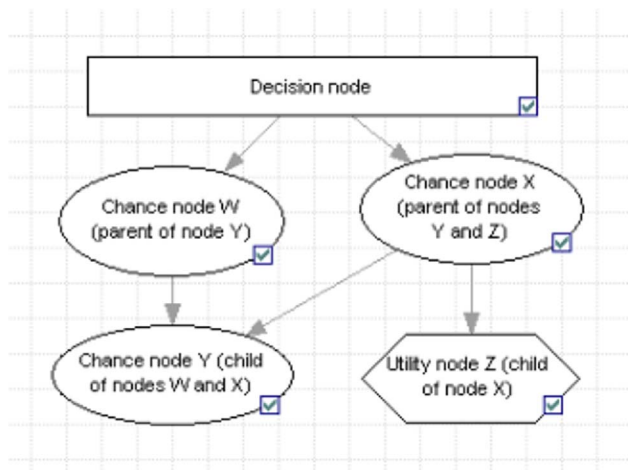 Decision node
Chance node W
(parent of node Y)
Chance node X
(parent of nodes
Y and Z)
Chance node Y (child
of nodes W and X)
Utility node Z (child
of node X)